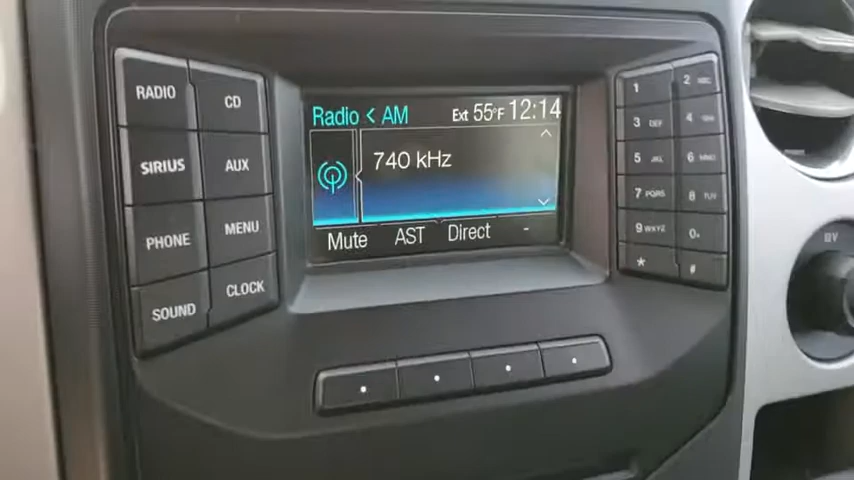 RADIO
CD
SIRIUS
AUX
PHONE
MENU
SOUND
CLOCK
Radio < AM
Ext 55°F 12:14
740 kHz
Mute AST Direct -
1
2 ABC
3 DEF
4 GHI
5 JKL
6 MNO
7 PQRS
8 TUV
9 WXYZ
0
*
#